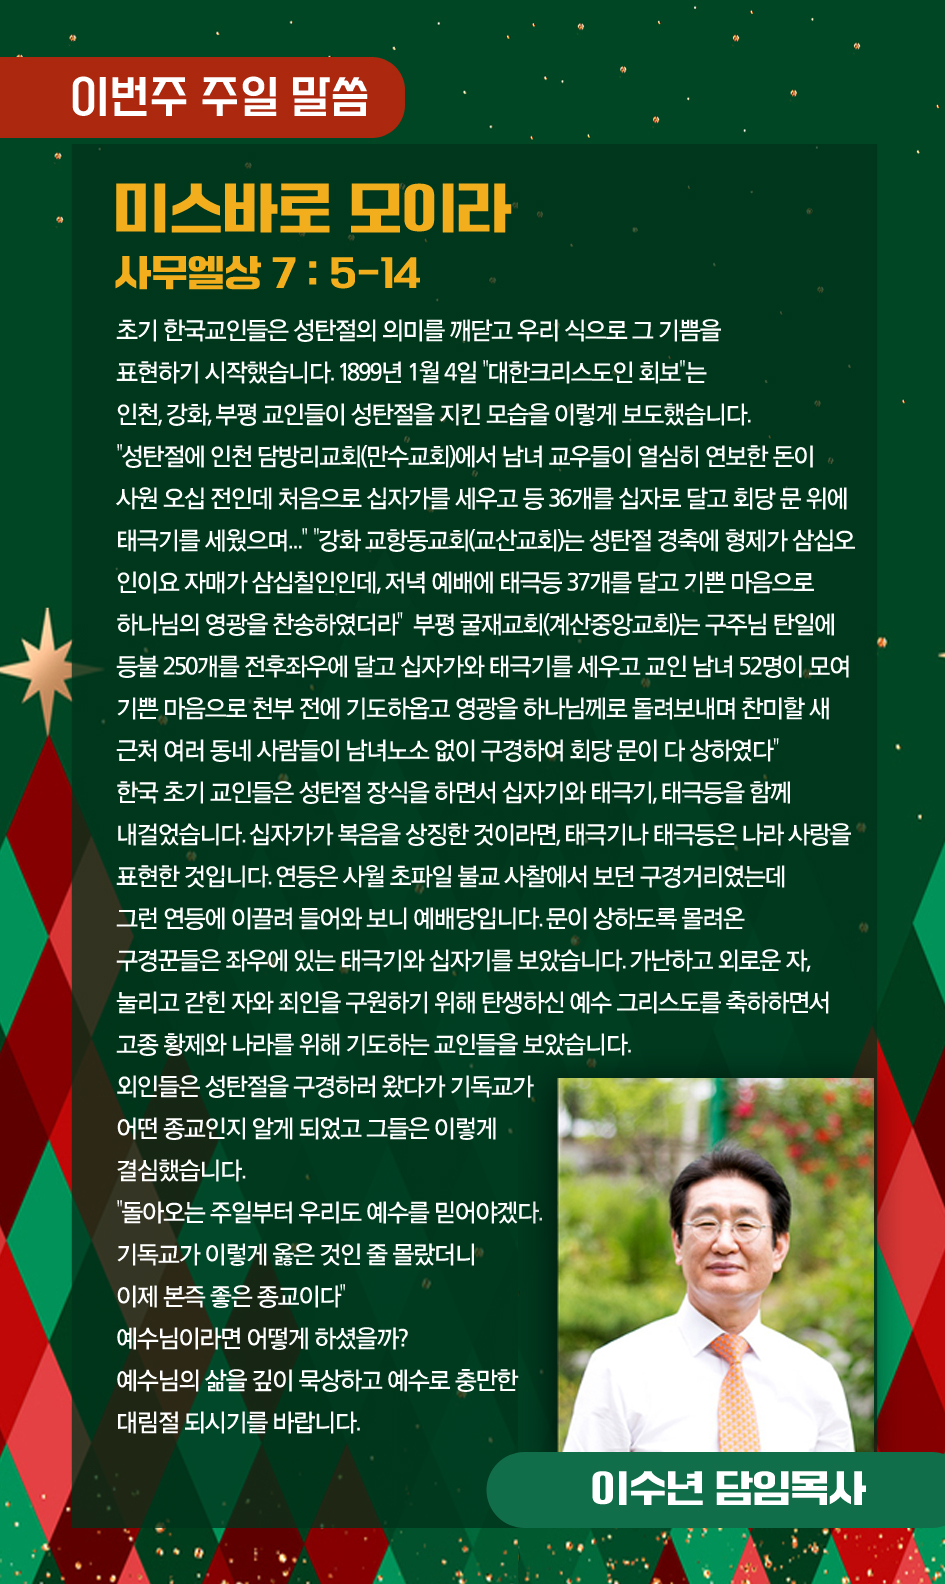 이번주 주일 말씀
미스바로 모이라
사무엘상 7 : 5-14
초기 한국교인들은 성탄절의 의미를 깨닫고 우리 식으로 그 기쁨을
표현하기 시작했습니다. 1899년 1월 4일 "대한크리스도인 회보"는
인천, 강화, 부평 교인들이 성탄절을 지킨 모습을 이렇게 보도했습니다.
"성탄절에 인천 담방리교회(만수교회)에서 남녀 교우들이 열심히 연보한 돈이
사원 오십 전인데 처음으로 십자가를 세우고 등 36개를 십자로 달고 회당 문 위에
태극기를 세웠으며..." "강화 교항동교회(교산교회)는 성탄절 경축에 형제가 삼십오
인이요 자매가 삼십칠인인데, 저녁 예배에 태극등 37개를 달고 기쁜 마음으로
하나님의 영광을 찬송하였더라" 부평 굴재교회(계산중앙교회)는 구주님 탄일에
등불 250개를 전후좌우에 달고 십자가와 태극기를 세우고 교인 남녀 52명이 모여
기쁜 마음으로 천부 전에 기도하옵고 영광을 하나님께로 돌려보내며 찬미할 새
근처 여러 동네 사람들이 남녀노소 없이 구경하여 회당 문이 다 상하였다"
한국 초기 교인들은 성탄절 장식을 하면서 십자기와 태극기, 태극등을 함께
내걸었습니다. 십자가가 복음을 상징한 것이라면, 태극기나 태극등은 나라 사랑을
표현한 것입니다. 연등은 사월 초파일 불교 사찰에서 보던 구경거리였는데
그런 연등에 이끌려 들어와 보니 예배당입니다. 문이 상하도록 몰려온
구경꾼들은 좌우에 있는 태극기와 십자기를 보았습니다. 가난하고 외로운 자,
눌리고 갇힌 자와 죄인을 구원하기 위해 탄생하신 예수 그리스도를 축하하면서
고종 황제와 나라를 위해 기도하는 교인들을 보았습니다.
외인들은 성탄절을 구경하러 왔다가 기독교가
어떤 종교인지 알게 되었고 그들은 이렇게
결심했습니다.
"돌아오는 주일부터 우리도 예수를 믿어야겠다.
기독교가 이렇게 옳은 것인 줄 몰랐더니
이제 본즉 좋은 종교이다"
예수님이라면 어떻게 하셨을까?
예수님의 삶을 깊이 묵상하고 예수로 충만한
대림절 되시기를 바랍니다.
이수년 담임목사